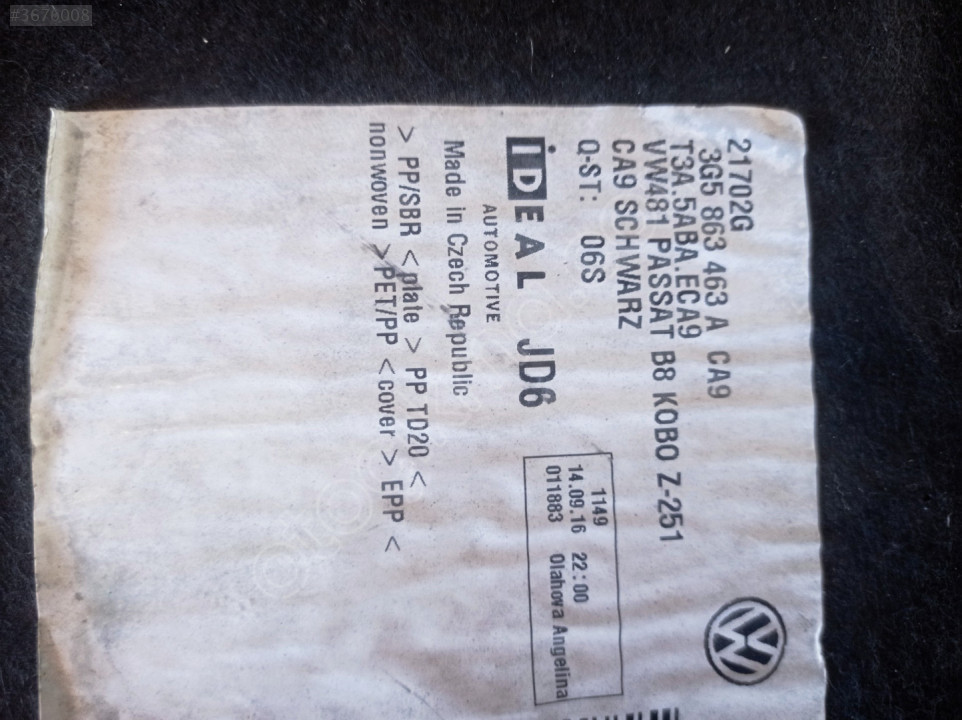 #3678008
21702G
3G5 863 463 A CA9
T3A.5ABA.ECA9
VW481 PASSAT B8 KOBO Z-251
CA9 SCHWARZ
Q-ST: 06S
1149
14.09.16 22:00
011883 Olahova Angelina
iDEAL JD6
AUTOMOTIVE
Made in Czech Republic
> PP/SBR < plate > PP TD20 <
nonwoven > PET/PP < cover > EPP <